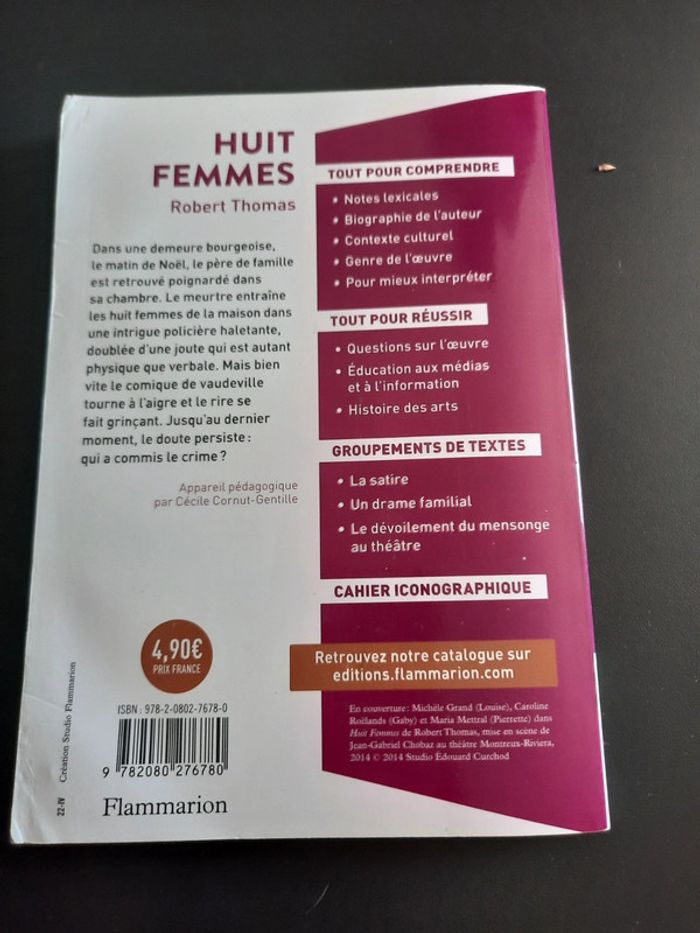 HUIT
FEMMES
Robert Thomas
Dans une demeure bourgeoise,
le matin de Noël, le père de famille
est retrouvé poignardé dans
sa chambre. Le meurtre entraîne
les huit femmes de la maison dans
une intrigue policière haletante,
doublée d'une joute qui est autant
physique que verbale. Mais bien
vite le comique de vaudeville
tourne à l'aigre et le rire se
fait grinçant. Jusqu'au dernier
moment, le doute persiste :
qui a commis le crime ?
Appareil pédagogique
par Cécile Cornut-Gentille
4,90€
PRIX FRANCE
ISBN : 978-2-0802-7678-0
9 782080 276780
Flammarion
22-IV Création Studio Flammarion
TOUT POUR COMPRENDRE
• Notes lexicales
• Biographie de l'auteur
• Contexte culturel
• Genre de l'œuvre
• Pour mieux interpréter
TOUT POUR RÉUSSIR
• Questions sur l'œuvre
• Éducation aux médias
et à l'information
• Histoire des arts
GROUPEMENTS DE TEXTES
• La satire
• Un drame familial
• Le dévoilement du mensonge
au théâtre
CAHIER ICONOGRAPHIQUE
Retrouvez notre catalogue sur
editions.flammarion.com
En couverture : Michèle Grand (Louise), Caroline
Roëlands (Gaby) et Maria Mettral (Pierrette) dans
Huit Femmes de Robert Thomas, mise en scène de
Jean-Gabriel Chobaz au théâtre Montreux-Riviera,
2014 © 2014 Studio Édouard Curchod